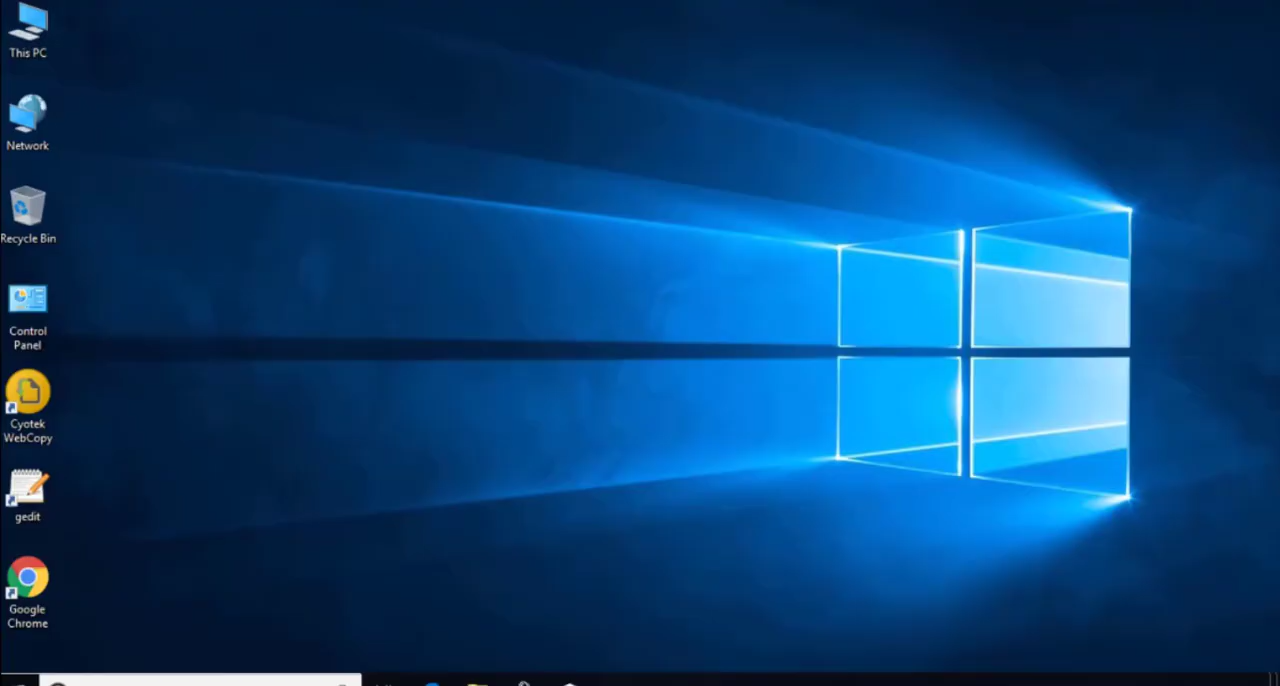 This PC
Network
Recycle Bin
Control
Panel
Cyotek
WebCopy
gedit
Google
Chrome